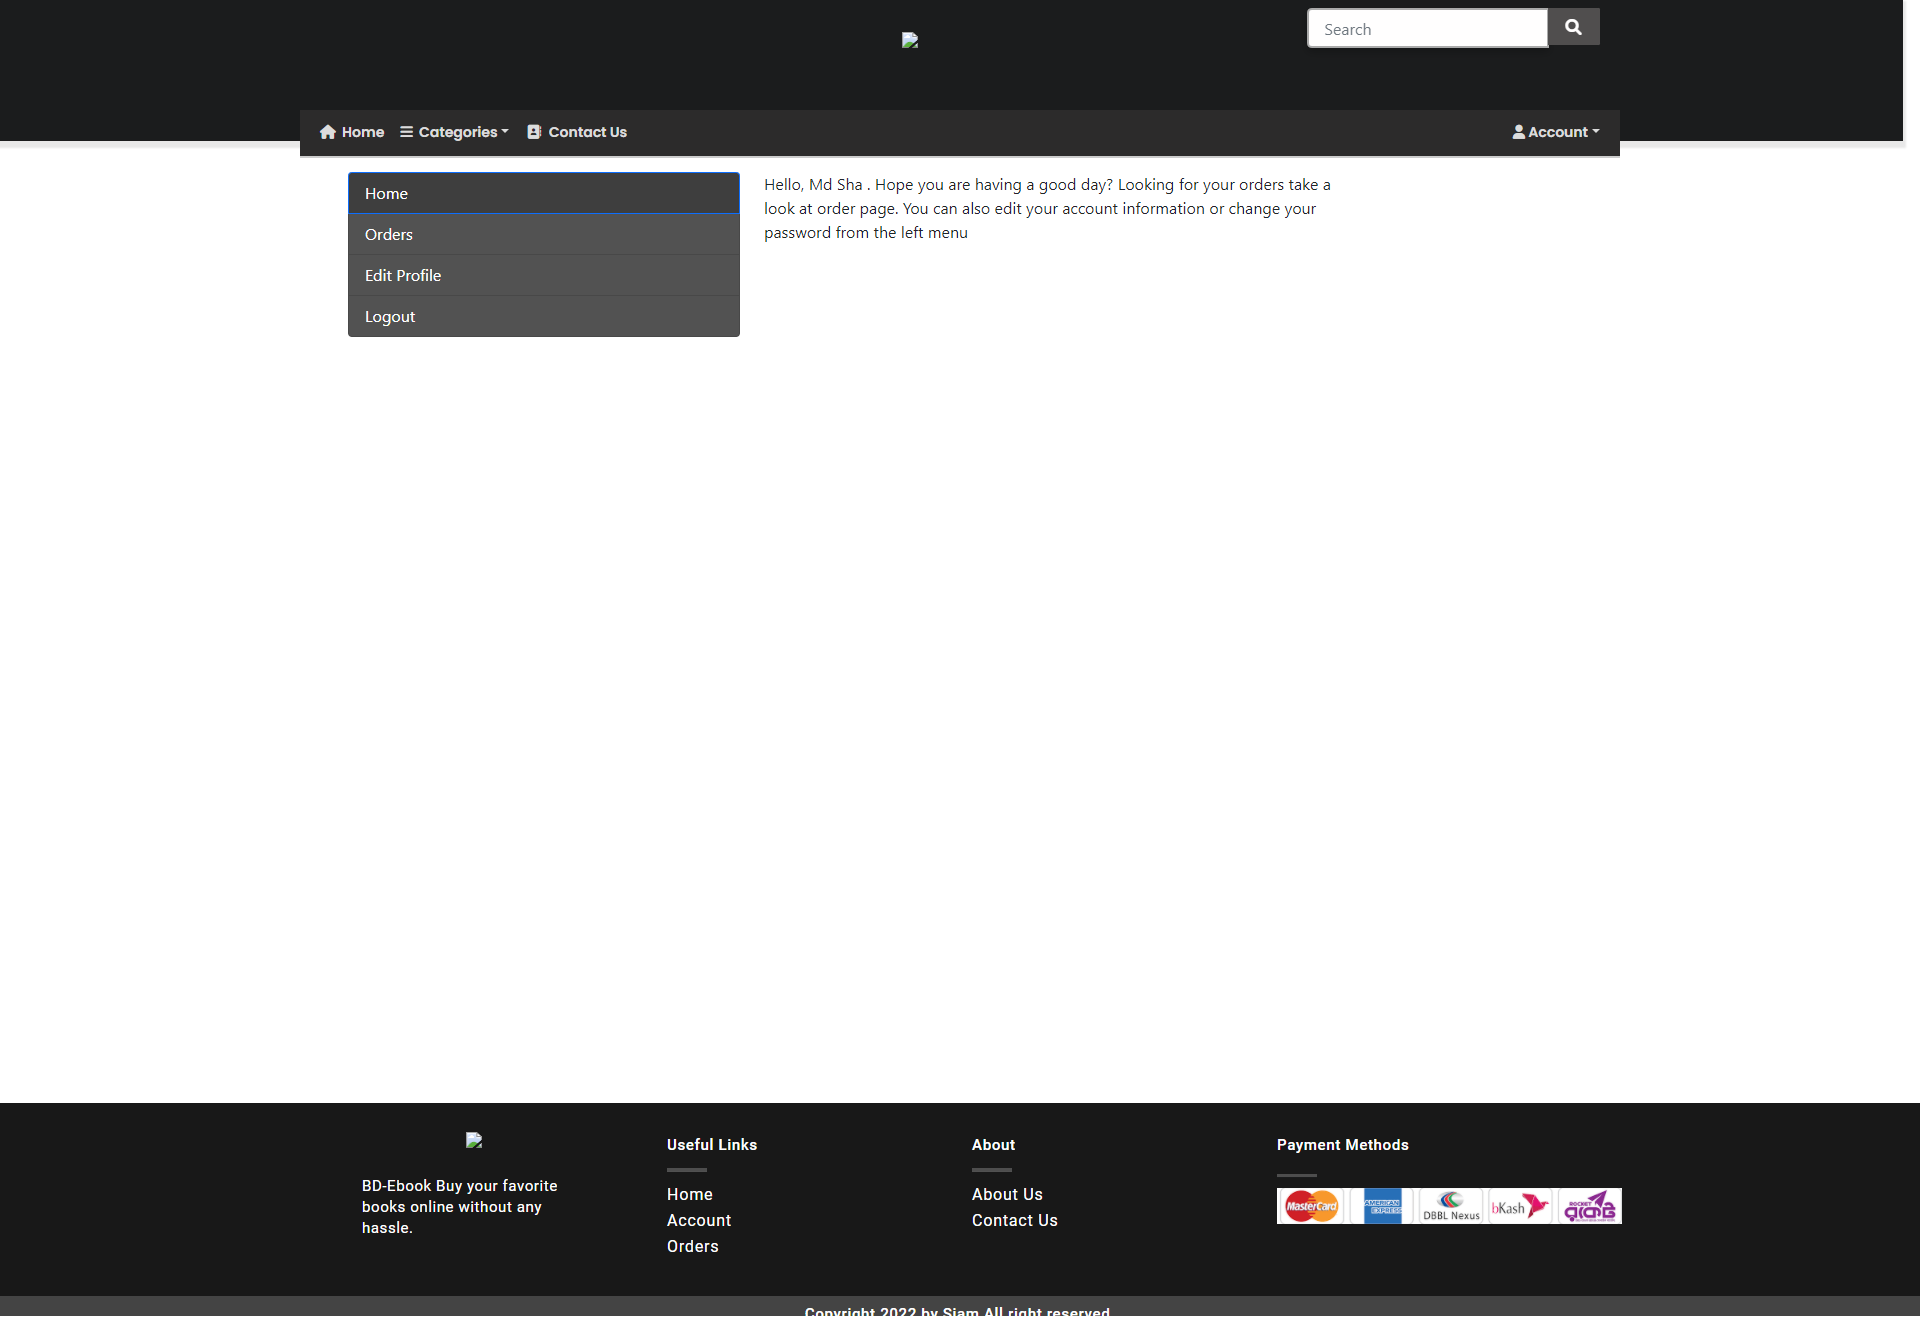 Search
Home
Categories
Contact Us
Account
Home
Orders
Edit Profile
Logout
Hello, Md Sha . Hope you are having a good day? Looking for your orders take a
look at order page. You can also edit your account information or change your
password from the left menu
BD-Ebook Buy your favorite
books online without any
hassle.
Useful Links
Home
Account
Orders
About
About Us
Contact Us
Payment Methods
MasterCard
AMERICAN
EXPRESS
DBBL Nexus
bKash
ROCKET
রকেট
Copyright 2022 by Siam All right reserved